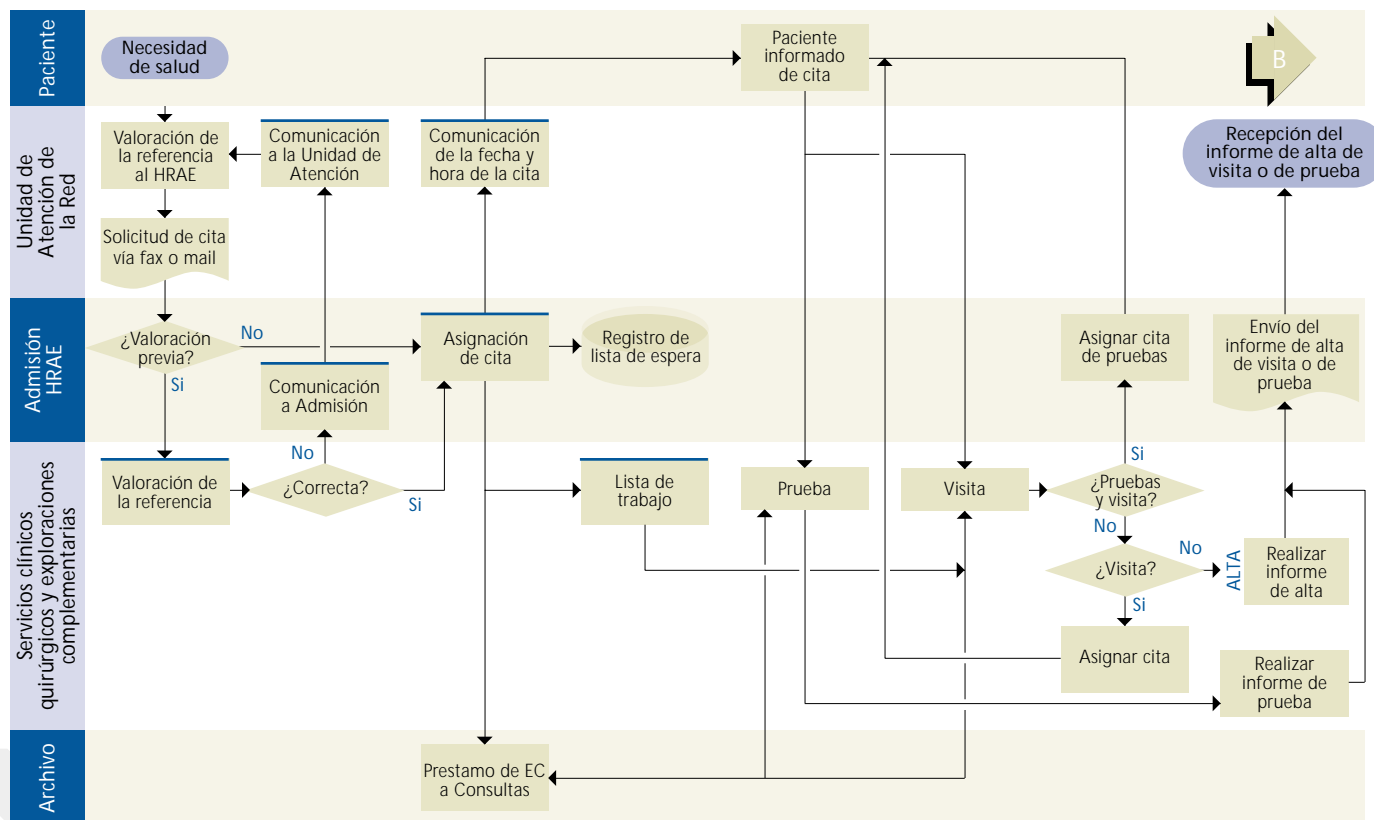 Paciente
Necesidad
de salud
Paciente
informado
de cita
B
Unidad de
Atención de
la Red
Valoración de
la referencia
al HRAE
Comunicación
a la Unidad de
Atención
Comunicación
de la fecha y
hora de la cita
Recepción del
informe de alta de
visita o de prueba
Solicitud de cita
vía fax o mail
Admisión
HRAE
¿Valoración
previa?
No
Si
Asignación
de cita
Registro de
lista de espera
Comunicación
a Admisión
Asignar cita
de pruebas
Envío del
informe de alta
de visita o de
prueba
Servicios clínicos
quirúrgicos y exploraciones
complementarias
Valoración de
la referencia
No
¿Correcta?
Si
Lista de
trabajo
Prueba
Visita
Si
¿Pruebas
y visita?
No
¿Visita?
No
ALTA
Realizar
informe
de alta
Si
Asignar cita
Realizar
informe de
prueba
Archivo
Prestamo de EC
a Consultas